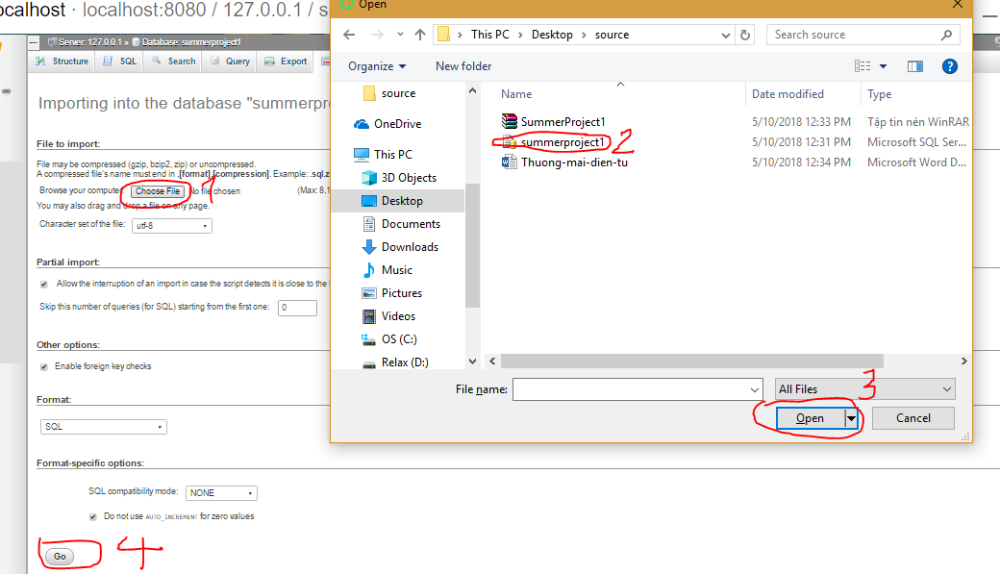 ocalhost · localhost:8080 / 127.0.0.1 / s
Server: 127.0.0.1 » Database: summerproject1
Structure SQL Search Query Export
Importing into the database "summerpr
File to import:
File may be compressed (gzip, bzip2, zip) or uncompressed.
A compressed file's name must end in .[format].[compression]. Example: .sql.z
Browse your computer: Choose File No file chosen (Max: 8,1
1
You may also drag and drop a file on any page.
Character set of the file: utf-8
Partial import:
Allow the interruption of an import in case the script detects it is close to the
Skip this number of queries (for SQL) starting from the first one: 0
Other options:
Enable foreign key checks
Format:
SQL
Format-specific options:
SQL compatibility mode: NONE
Do not use AUTO_INCREMENT for zero values
Go
4
Open
This PC > Desktop > source
Search source
Organize New folder
source
OneDrive
This PC
3D Objects
Desktop
Documents
Downloads
Music
Pictures
Videos
OS (C:)
Relax (D:)
Name Date modified Type
SummerProject1 5/10/2018 12:33 PM Tập tin nén WinRAR
summerproject1 2 5/10/2018 12:31 PM Microsoft SQL Ser...
Thuong-mai-dien-tu 5/10/2018 12:34 PM Microsoft Word D...
File name: All Files
3
Open Cancel